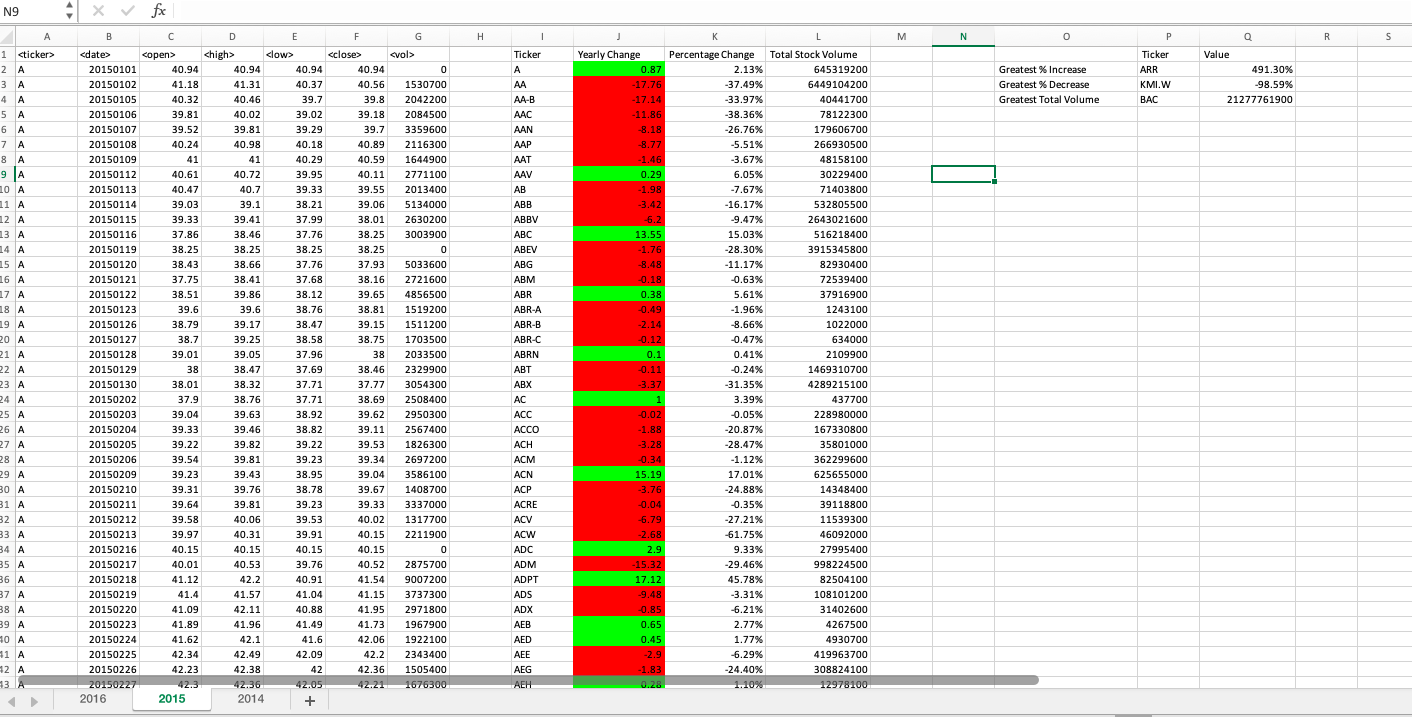 N9 fx
A B C D E F G H I J K L M N O P Q R S
1 <ticker> <date> <open> <high> <low> <close> <vol> Ticker Yearly Change Percentage Change Total Stock Volume Ticker Value
2 A 20150101 40.94 40.94 40.94 40.94 0 A 0.87 2.13% 645319200 Greatest % Increase ARR 491.30%
3 A 20150102 41.18 41.31 40.37 40.56 1530700 AA -17.76 -37.49% 6449104200 Greatest % Decrease KMI.W -98.59%
4 A 20150105 40.32 40.46 39.7 39.8 2042200 AA-B -17.14 -33.97% 40441700 Greatest Total Volume BAC 21277761900
5 A 20150106 39.81 40.02 39.02 39.18 2084500 AAC -11.86 -38.36% 78122300
6 A 20150107 39.52 39.81 39.29 39.7 3359600 AAN -8.18 -26.76% 179606700
7 A 20150108 40.24 40.98 40.18 40.89 2116300 AAP -8.77 -5.51% 266930500
8 A 20150109 41 41 40.29 40.59 1644900 AAT -1.46 -3.67% 48158100
9 A 20150112 40.61 40.72 39.95 40.11 2771100 AAV 0.29 6.05% 30229400
10 A 20150113 40.47 40.7 39.33 39.55 2013400 AB -1.98 -7.67% 71403800
11 A 20150114 39.03 39.1 38.21 39.06 5134000 ABB -3.42 -16.17% 532805500
12 A 20150115 39.33 39.41 37.99 38.01 2630200 ABBV -6.2 -9.47% 2643021600
13 A 20150116 37.86 38.46 37.76 38.25 3003900 ABC 13.55 15.03% 516218400
14 A 20150119 38.25 38.25 38.25 38.25 0 ABEV -1.76 -28.30% 3915345800
15 A 20150120 38.43 38.66 37.76 37.93 5033600 ABG -8.48 -11.17% 82930400
16 A 20150121 37.75 38.41 37.68 38.16 2721600 ABM -0.18 -0.63% 72539400
17 A 20150122 38.51 39.86 38.12 39.65 4856500 ABR 0.38 5.61% 37916900
18 A 20150123 39.6 39.6 38.76 38.81 1519200 ABR-A -0.49 -1.96% 1243100
19 A 20150126 38.79 39.17 38.47 39.15 1511200 ABR-B -2.14 -8.66% 1022000
20 A 20150127 38.7 39.25 38.58 38.75 1703500 ABR-C -0.12 -0.47% 634000
21 A 20150128 39.01 39.05 37.96 38 2033500 ABRN 0.1 0.41% 2109900
22 A 20150129 38 38.47 37.69 38.46 2329900 ABT -0.11 -0.24% 1469310700
23 A 20150130 38.01 38.32 37.71 37.77 3054300 ABX -3.37 -31.35% 4289215100
24 A 20150202 37.9 38.76 37.71 38.69 2508400 AC 1 3.39% 437700
25 A 20150203 39.04 39.63 38.92 39.62 2950300 ACC -0.02 -0.05% 228980000
26 A 20150204 39.33 39.46 38.82 39.11 2567400 ACCO -1.88 -20.87% 167330800
27 A 20150205 39.22 39.82 39.22 39.53 1826300 ACH -3.28 -28.47% 35801000
28 A 20150206 39.54 39.81 39.23 39.34 2697200 ACM -0.34 -1.12% 362299600
29 A 20150209 39.23 39.43 38.95 39.04 3586100 ACN 15.19 17.01% 625655000
30 A 20150210 39.31 39.76 38.78 39.67 1408700 ACP -3.76 -24.88% 14348400
31 A 20150211 39.64 39.81 39.23 39.33 3337000 ACRE -0.04 -0.35% 39118800
32 A 20150212 39.58 40.06 39.53 40.02 1317700 ACV -6.79 -27.21% 11539300
33 A 20150213 39.97 40.31 39.91 40.15 2211900 ACW -2.68 -61.75% 46092000
34 A 20150216 40.15 40.15 40.15 40.15 0 ADC 2.9 9.33% 27995400
35 A 20150217 40.01 40.53 39.76 40.52 2875700 ADM -15.32 -29.46% 998224500
36 A 20150218 41.12 42.2 40.91 41.54 9007200 ADPT 17.12 45.78% 82504100
37 A 20150219 41.4 41.57 41.04 41.15 3737300 ADS -9.48 -3.31% 108101200
38 A 20150220 41.09 42.11 40.88 41.95 2971800 ADX -0.85 -6.21% 31402600
39 A 20150223 41.89 41.96 41.49 41.73 1967900 AEB 0.65 2.77% 4267500
40 A 20150224 41.62 42.1 41.6 42.06 1922100 AED 0.45 1.77% 4930700
41 A 20150225 42.34 42.49 42.09 42.2 2343400 AEE -2.9 -6.29% 419963700
42 A 20150226 42.23 42.38 42 42.36 1505400 AEG -1.83 -24.40% 308824100
43 A 20150227 42.3 42.36 42.05 42.21 1676300 AEH 0.28 1.10% 12978100
2016 2015 2014 +